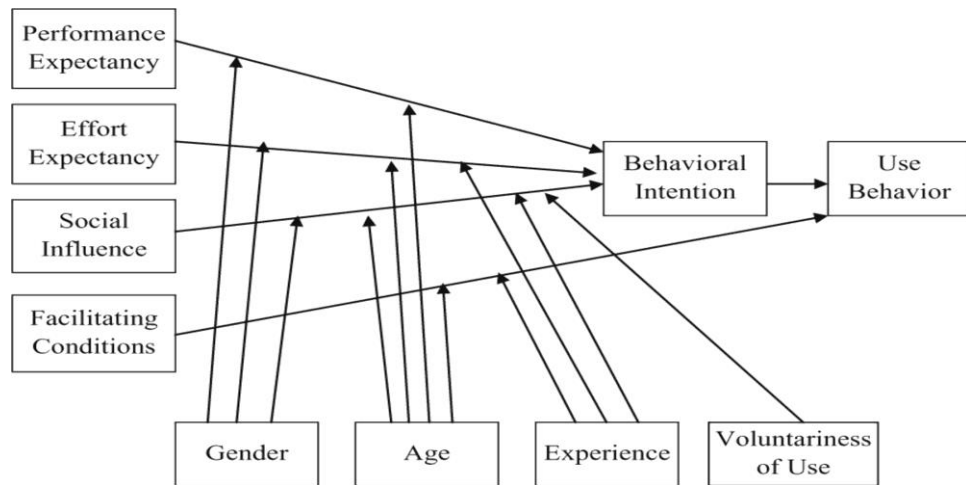 Performance
Expectancy
Effort
Expectancy
Social
Influence
Facilitating
Conditions
Behavioral
Intention
Use
Behavior
Gender
Age
Experience
Voluntariness
of Use